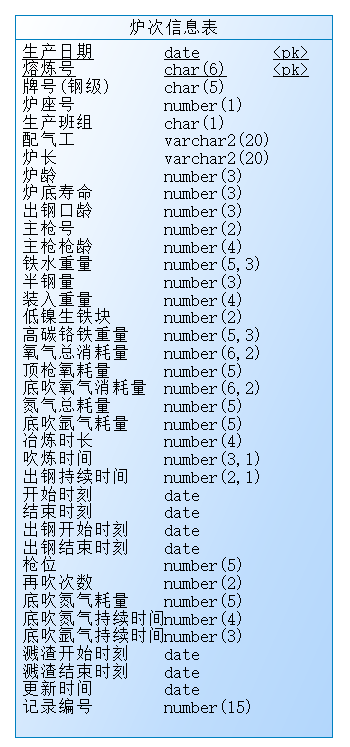 炉次信息表
生产日期 date <pk>
熔炼号 char(6) <pk>
牌号(钢级) char(5)
炉座号 number(1)
生产班组 char(1)
配气工 varchar2(20)
炉长 varchar2(20)
炉龄 number(3)
炉底寿命 number(3)
出钢口龄 number(3)
主枪号 number(2)
主枪枪龄 number(4)
铁水重量 number(5,3)
半钢量 number(3)
装入重量 number(4)
低镍生铁块 number(2)
高碳铬铁重量 number(5,3)
氧气总消耗量 number(6,2)
顶枪氧耗量 number(5)
底吹氧气消耗量 number(6,2)
氮气总耗量 number(5)
底吹氩气耗量 number(5)
冶炼时长 number(4)
吹炼时间 number(3,1)
出钢持续时间 number(2,1)
开始时刻 date
结束时刻 date
出钢开始时刻 date
出钢结束时刻 date
枪位 number(5)
再吹次数 number(2)
底吹氮气耗量 number(5)
底吹氮气持续时间number(4)
底吹氩气持续时间number(3)
溅渣开始时刻 date
溅渣结束时刻 date
更新时间 date
记录编号 number(15)